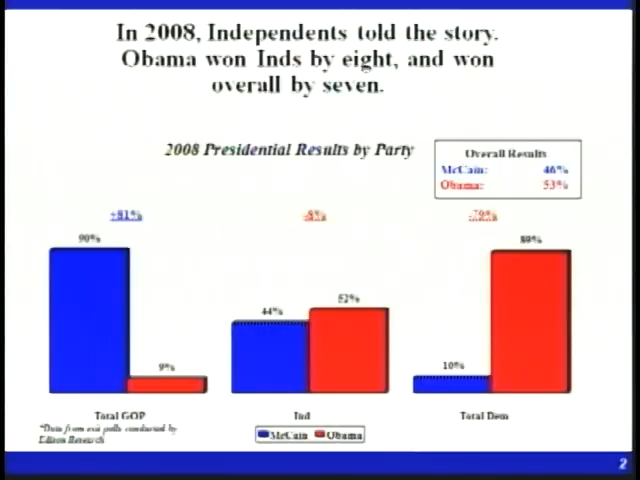 In 2008, Independents told the story.
Obama won Inds by eight, and won
overall by seven.
2008 Presidential Results by Party
Overall Results
McCain: 46%
Obama: 53%
+81% -8% -79%
90% 9% 44% 52% 10% 89%
Total GOP Ind Total Dem
*Data from exit polls conducted by
Edison Research
McCain Obama
2